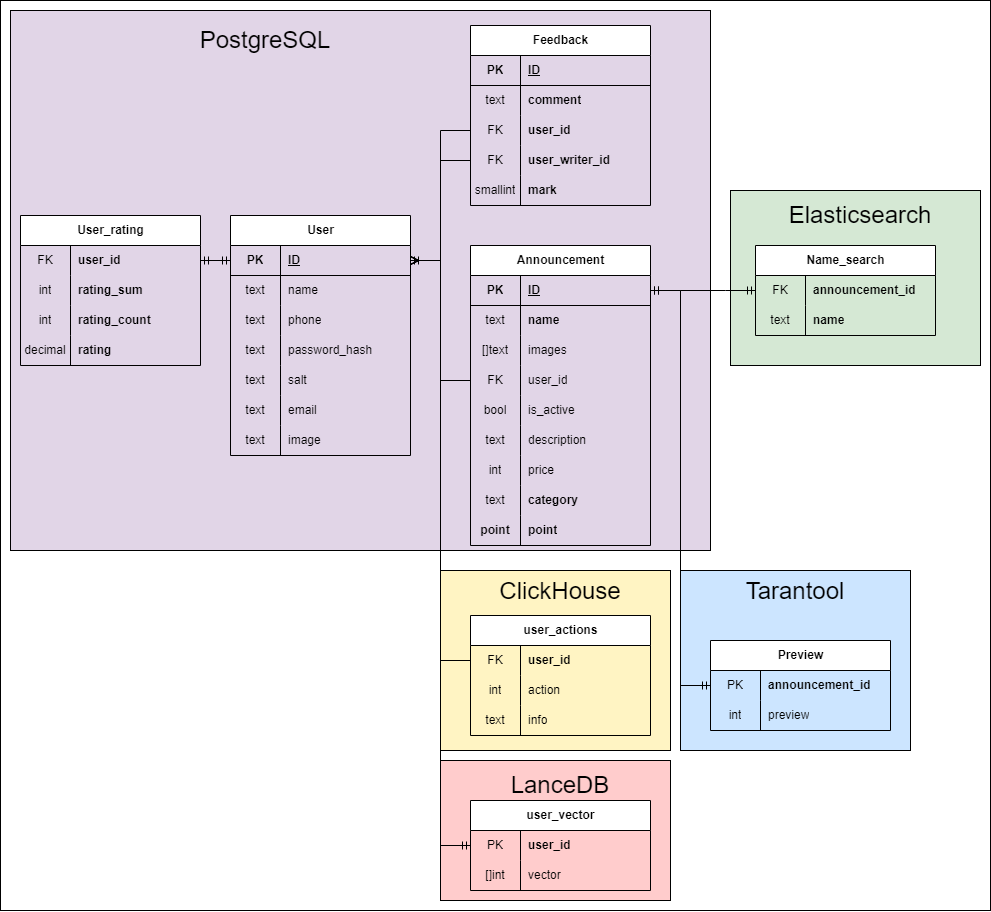 PostgreSQL
Feedback
PK ID
text comment
FK user_id
FK user_writer_id
smallint mark
User_rating
FK user_id
int rating_sum
int rating_count
decimal rating
User
PK ID
text name
text phone
text password_hash
text salt
text email
text image
Announcement
PK ID
text name
[]text images
FK user_id
bool is_active
text description
int price
text category
point point
Elasticsearch
Name_search
FK announcement_id
text name
ClickHouse
user_actions
FK user_id
int action
text info
Tarantool
Preview
PK announcement_id
int preview
LanceDB
user_vector
PK user_id
[]int vector